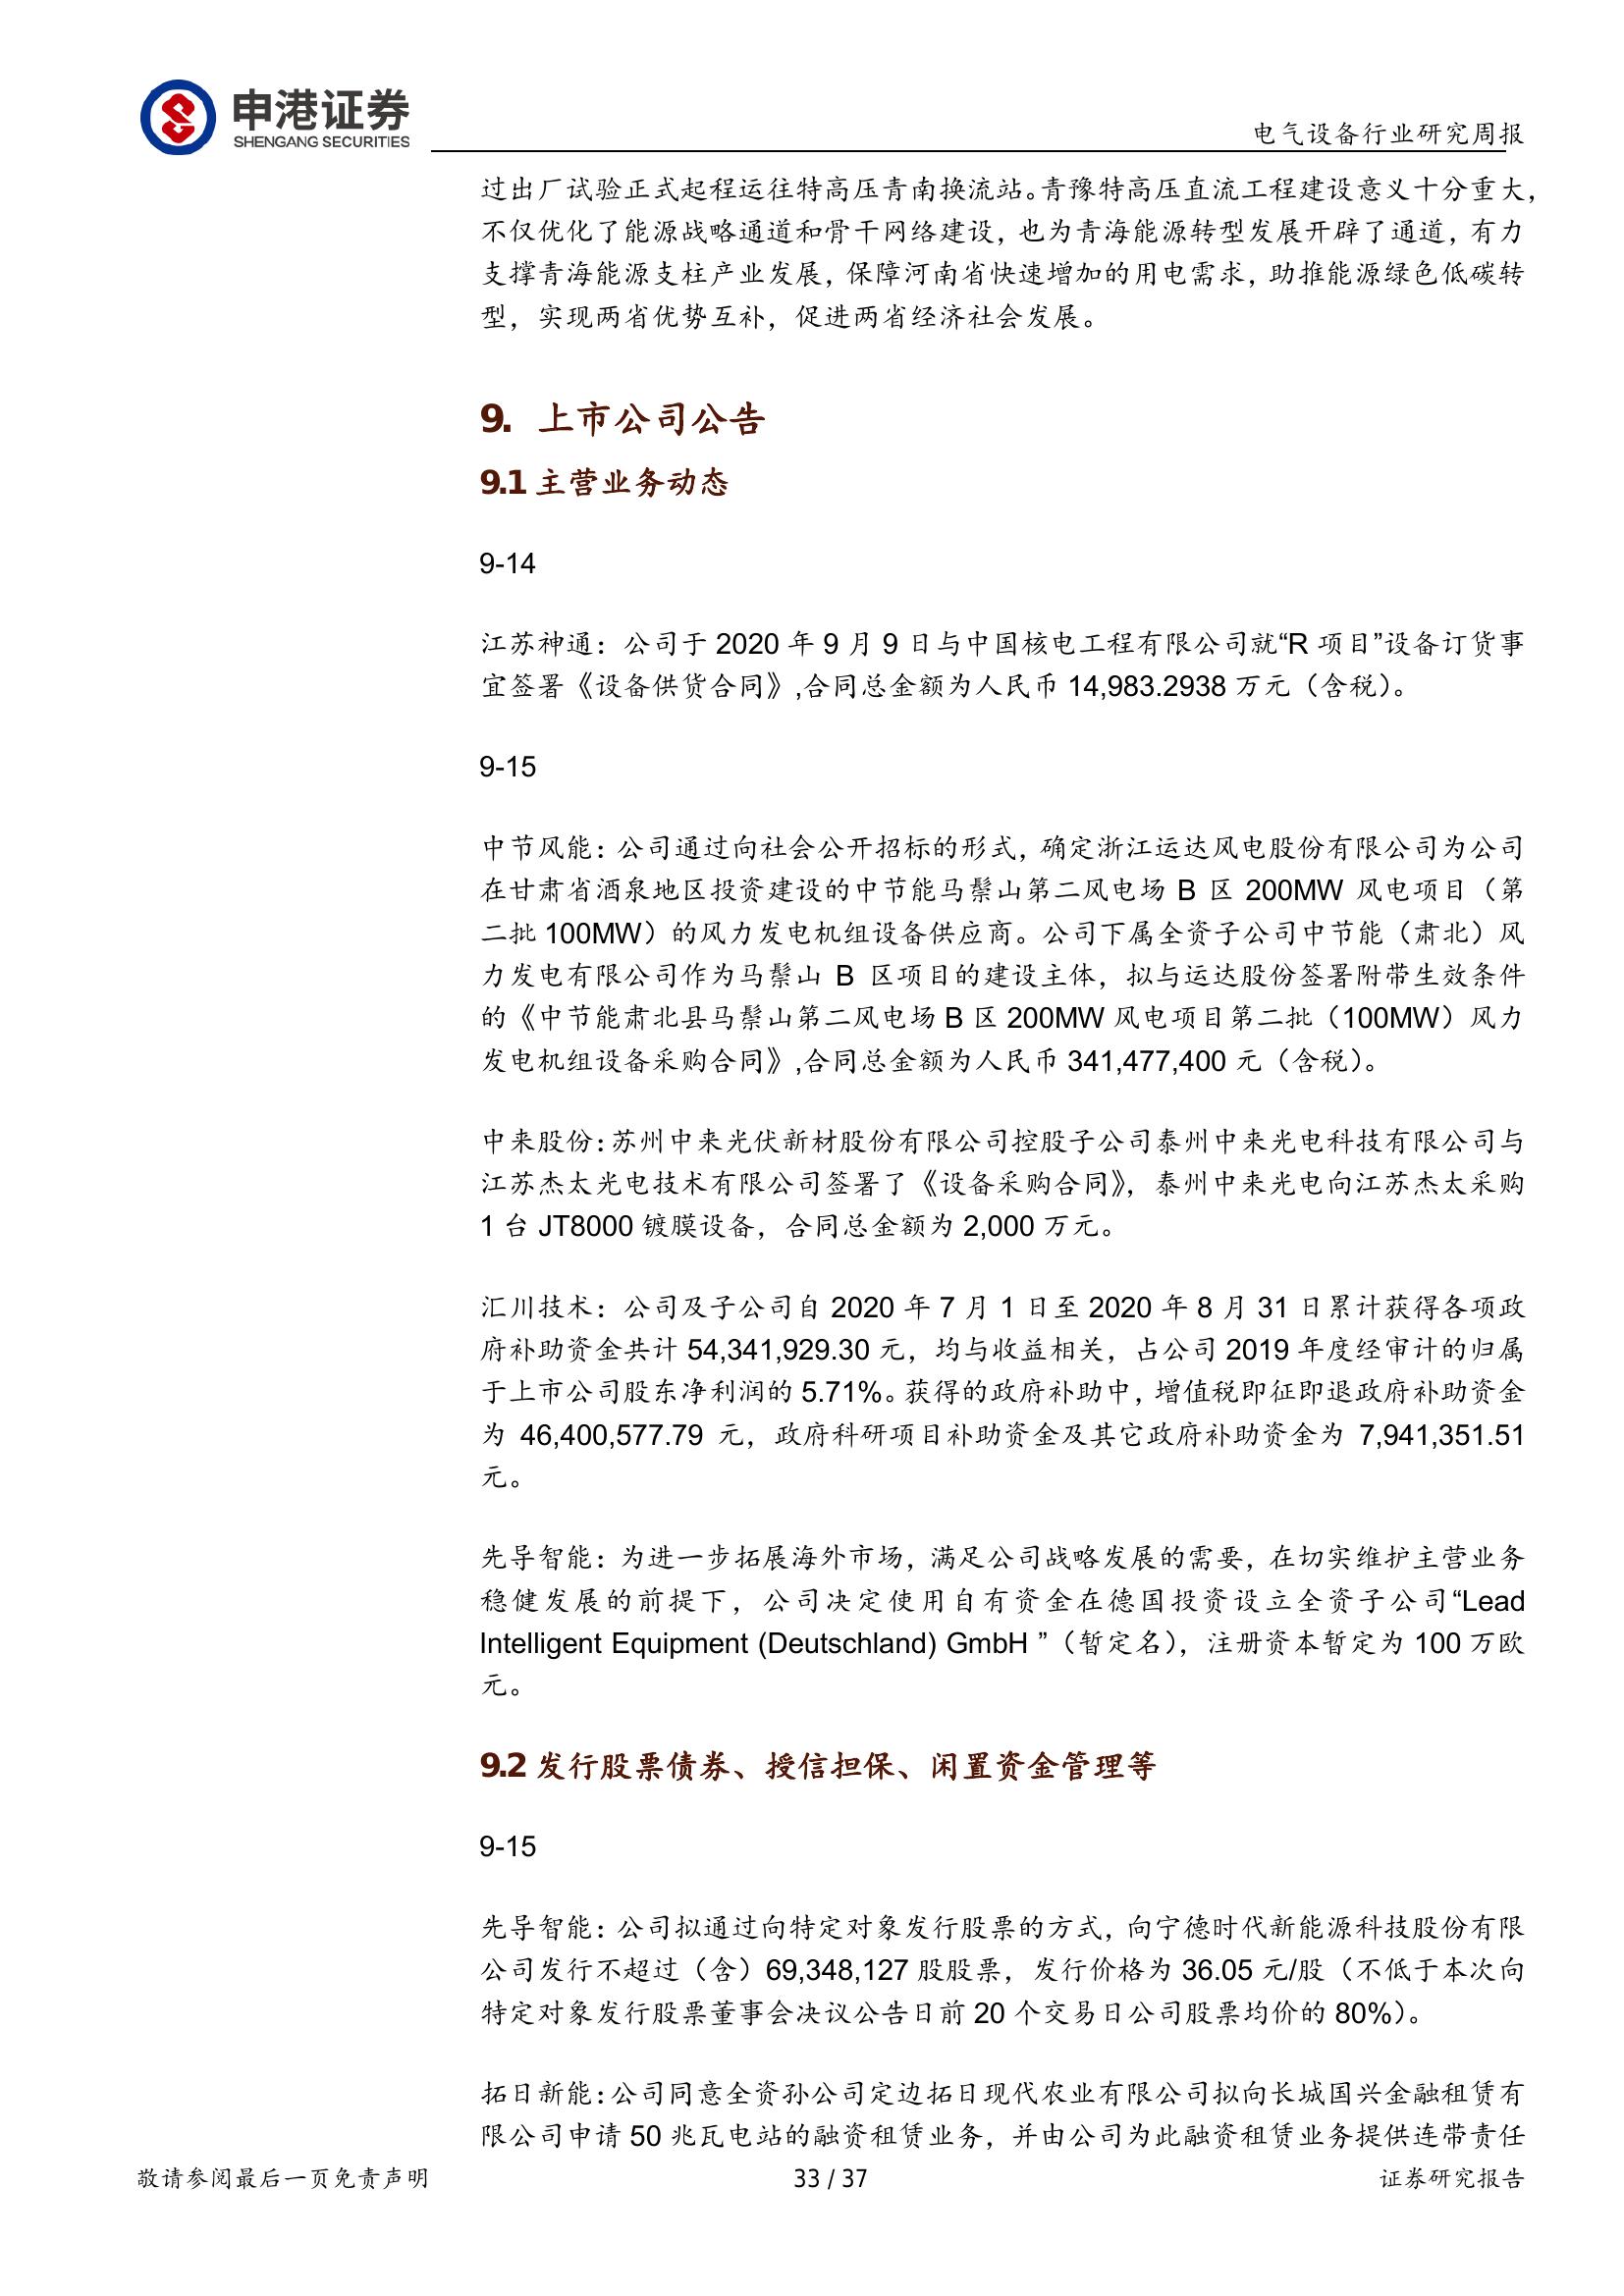 申港证券
SHENGANG SECURITIES
电气设备行业研究周报
过出厂试验正式起程运往特高压青南换流站。青豫特高压直流工程建设意义十分重大，
不仅优化了能源战略通道和骨干网络建设，也为青海能源转型发展开辟了通道，有力
支撑青海能源支柱产业发展，保障河南省快速增加的用电需求，助推能源绿色低碳转
型，实现两省优势互补，促进两省经济社会发展。
9. 上市公司公告
9.1 主营业务动态
9-14
江苏神通：公司于 2020 年 9 月 9 日与中国核电工程有限公司就“R 项目”设备订货事
宜签署《设备供货合同》,合同总金额为人民币 14,983.2938 万元（含税）。
9-15
中节风能：公司通过向社会公开招标的形式，确定浙江运达风电股份有限公司为公司
在甘肃省酒泉地区投资建设的中节能马鬃山第二风电场 B 区 200MW 风电项目（第
二批 100MW）的风力发电机组设备供应商。公司下属全资子公司中节能（肃北）风
力发电有限公司作为马鬃山 B 区项目的建设主体，拟与运达股份签署附带生效条件
的《中节能肃北县马鬃山第二风电场 B 区 200MW 风电项目第二批（100MW）风力
发电机组设备采购合同》,合同总金额为人民币 341,477,400 元（含税）。
中来股份：苏州中来光伏新材股份有限公司控股子公司泰州中来光电科技有限公司与
江苏杰太光电技术有限公司签署了《设备采购合同》，泰州中来光电向江苏杰太采购
1 台 JT8000 镀膜设备，合同总金额为 2,000 万元。
汇川技术：公司及子公司自 2020 年 7 月 1 日至 2020 年 8 月 31 日累计获得各项政
府补助资金共计 54,341,929.30 元，均与收益相关，占公司 2019 年度经审计的归属
于上市公司股东净利润的 5.71%。获得的政府补助中，增值税即征即退政府补助资金
为 46,400,577.79 元，政府科研项目补助资金及其它政府补助资金为 7,941,351.51
元。
先导智能：为进一步拓展海外市场，满足公司战略发展的需要，在切实维护主营业务
稳健发展的前提下，公司决定使用自有资金在德国投资设立全资子公司“Lead
Intelligent Equipment (Deutschland) GmbH ”（暂定名），注册资本暂定为 100 万欧
元。
9.2 发行股票债券、授信担保、闲置资金管理等
9-15
先导智能：公司拟通过向特定对象发行股票的方式，向宁德时代新能源科技股份有限
公司发行不超过（含）69,348,127 股股票，发行价格为 36.05 元/股（不低于本次向
特定对象发行股票董事会决议公告日前 20 个交易日公司股票均价的 80%）。
拓日新能：公司同意全资孙公司定边拓日现代农业有限公司拟向长城国兴金融租赁有
限公司申请 50 兆瓦电站的融资租赁业务，并由公司为此融资租赁业务提供连带责任
敬请参阅最后一页免责声明
33 / 37
证券研究报告